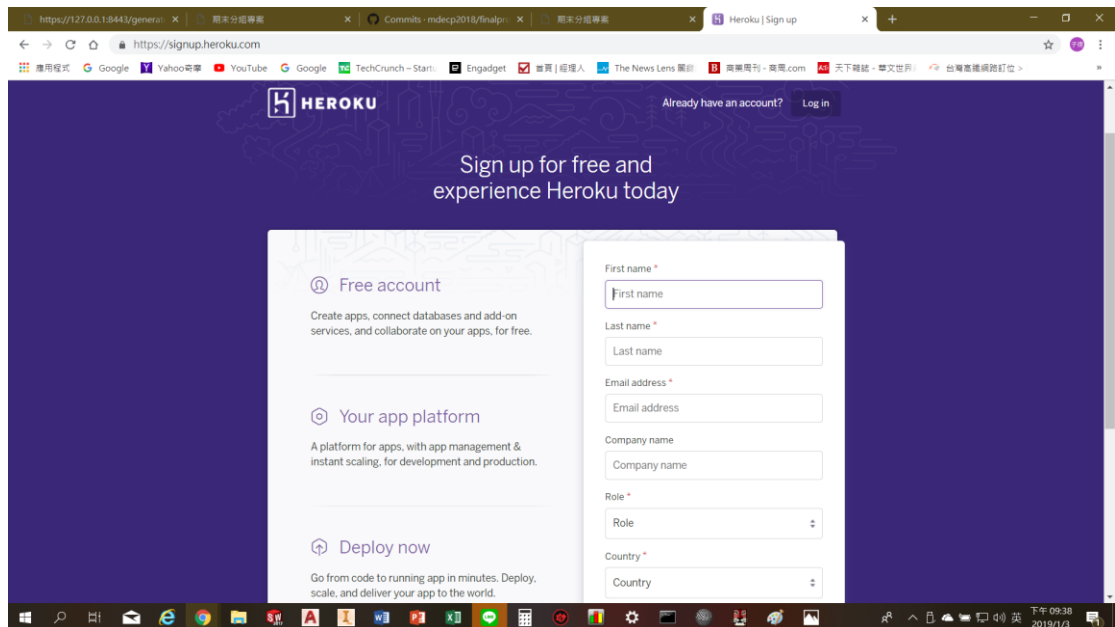 https://127.0.0.1:8443/generat
期末分組專案
Commits · mdecp2018/finalpro
期末分組專案
Heroku | Sign up
https://signup.heroku.com
應用程式
Google
Yahoo奇摩
YouTube
Google
TechCrunch – Startu
Engadget
首頁 | 經理人
The News Lens 關鍵
商業周刊 - 商周.com
天下雜誌 - 華文世界
台灣高鐵網路訂位 >
HEROKU
Already have an account?
Log in
Sign up for free and
experience Heroku today
Free account
Create apps, connect databases and add-on
services, and collaborate on your apps, for free.
Your app platform
A platform for apps, with app management &
instant scaling, for development and production.
Deploy now
Go from code to running app in minutes. Deploy,
scale, and deliver your app to the world.
First name *
First name
Last name *
Last name
Email address *
Email address
Company name
Company name
Role *
Role
Country *
Country
英
下午 09:38
2019/1/3